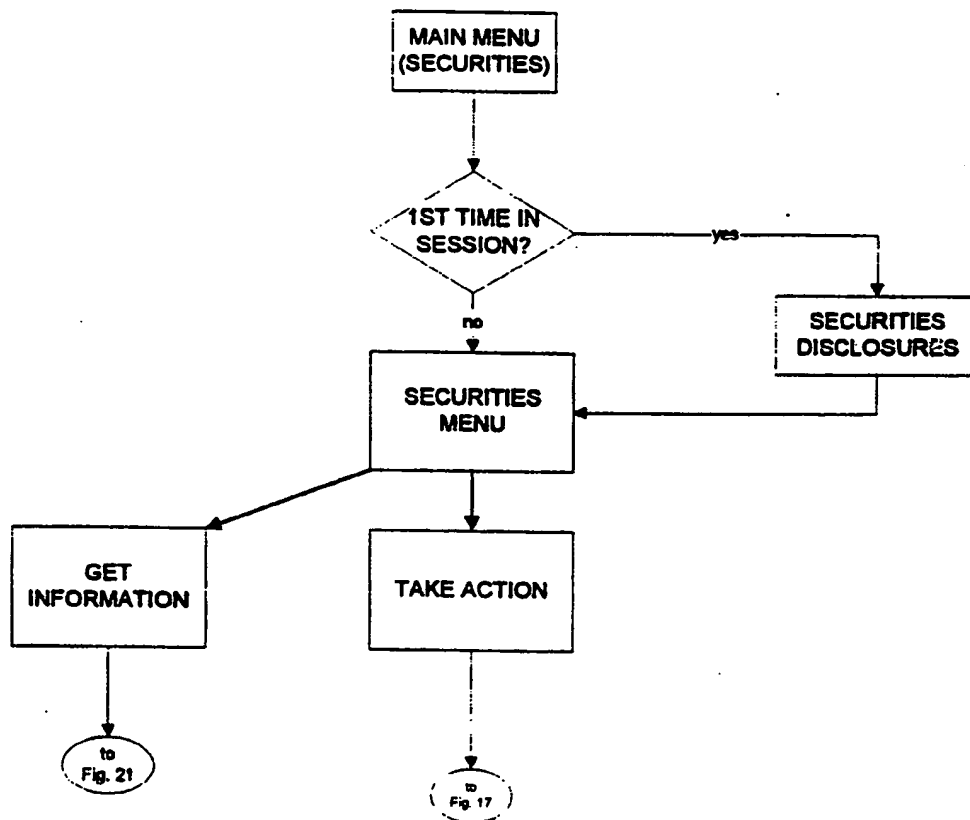 MAIN MENU
(SECURITIES)
1ST TIME IN
SESSION?
yes
no
SECURITIES
DISCLOSURES
SECURITIES
MENU
GET
INFORMATION
TAKE ACTION
to
Fig. 21
to
Fig. 17